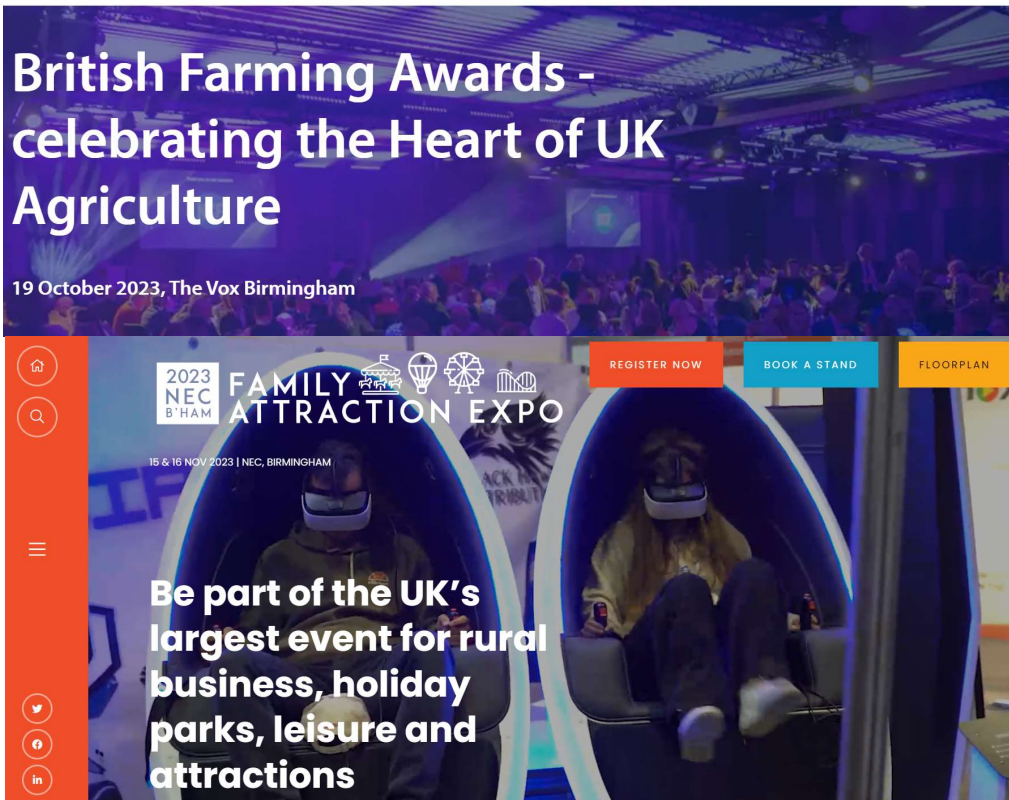 British Farming Awards -
celebrating the Heart of UK
Agriculture
19 October 2023, The Vox Birmingham
REGISTER NOW
BOOK A STAND
FLOORPLAN
2023
NEC
B'HAM
FAMILY
ATTRACTION EXPO
15 & 16 NOV 2023 | NEC, BIRMINGHAM
Be part of the UK's
largest event for rural
business, holiday
parks, leisure and
attractions
in